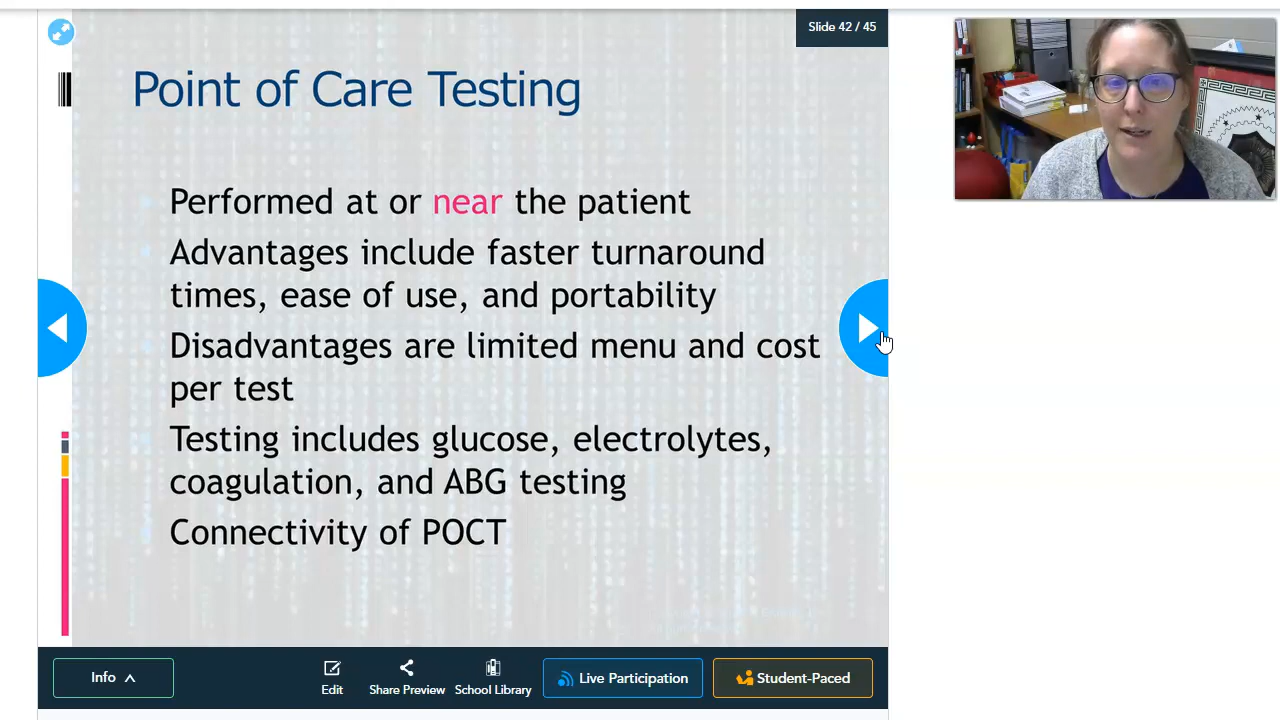 Slide 42 / 45
Point of Care Testing
Performed at or near the patient
Advantages include faster turnaround
times, ease of use, and portability
Disadvantages are limited menu and cost
per test
Testing includes glucose, electrolytes,
coagulation, and ABG testing
Connectivity of POCT
Info
Edit
Share Preview
School Library
Live Participation
Student-Paced